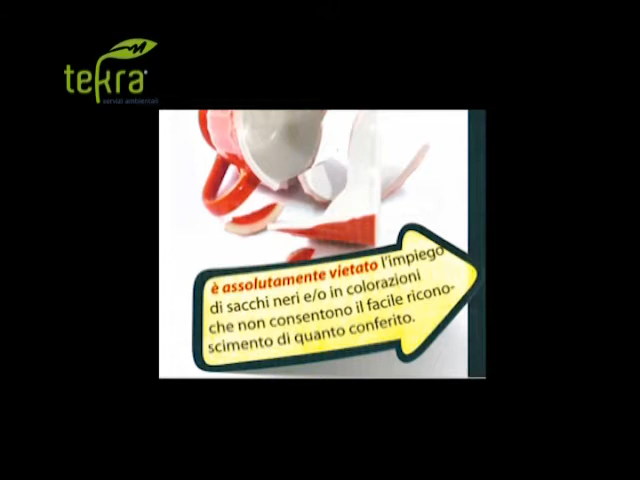 tekra
servizi ambientali
è assolutamente vietato l'impiego
di sacchi neri e/o in colorazioni
che non consentono il facile ricono-
scimento di quanto conferito.